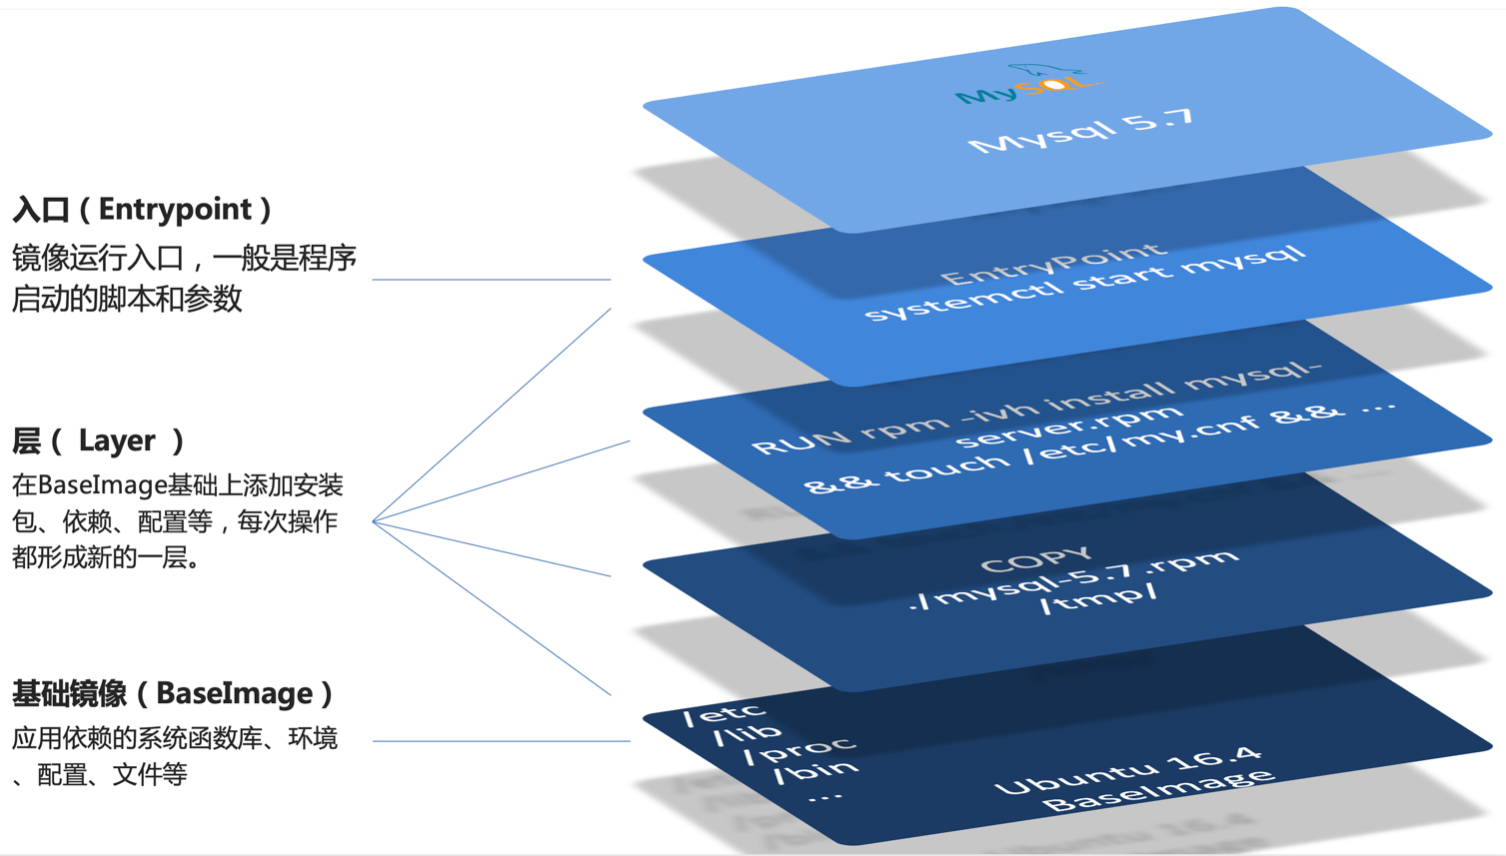 入口（Entrypoint）
镜像运行入口，一般是程序
启动的脚本和参数
层（ Layer ）
在BaseImage基础上添加安装
包、依赖、配置等，每次操作
都形成新的一层。
基础镜像（BaseImage）
应用依赖的系统函数库、环境
、配置、文件等
MySQL
Mysql 5.7
EntryPoint
systemctl start mysql
RUN rpm -ivh install mysql-
server.rpm
&& touch /etc/my.cnf && ...
COPY
./mysql-5.7.rpm
/tmp/
/etc
/lib
/proc
/bin
...
Ubuntu 16.4
BaseImage